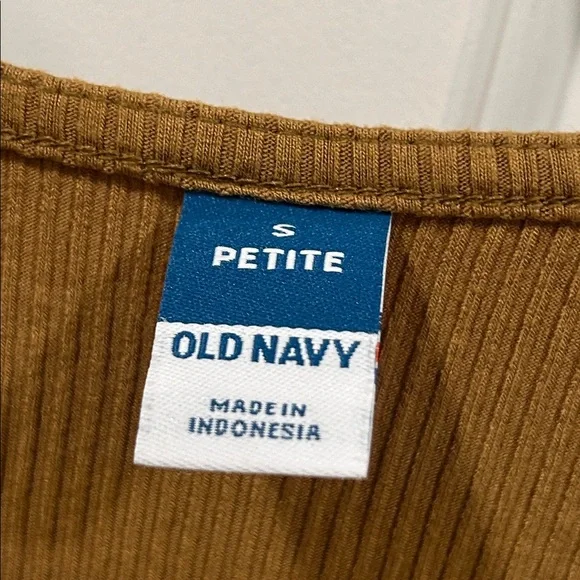 S
PETITE
OLD NAVY
MADE IN
INDONESIA